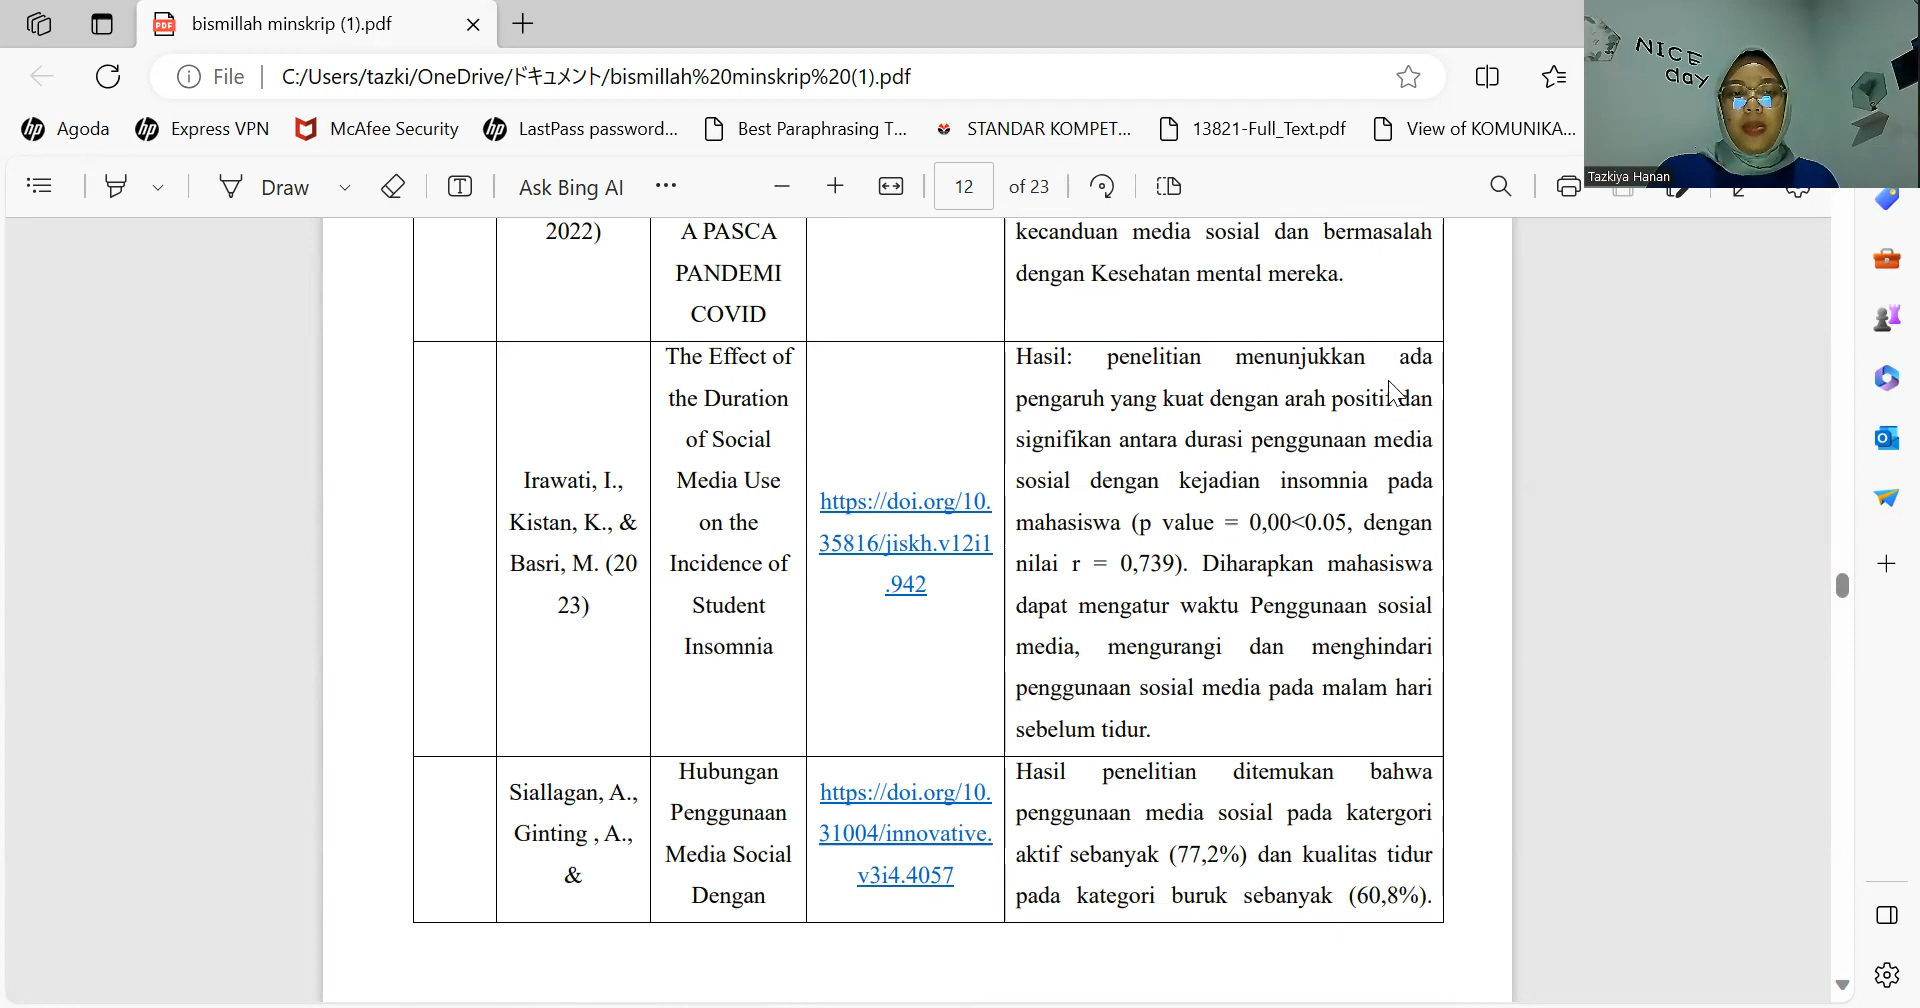 bismillah minskrip (1).pdf
File
C:/Users/tazki/OneDrive/ドキュメント/bismillah%20minskrip%20(1).pdf
NICE
day
Agoda
Express VPN
McAfee Security
LastPass password...
Best Paraphrasing T...
STANDAR KOMPET...
13821-Full_Text.pdf
View of KOMUNIKA...
Tazkiya Hanan
Draw
Ask Bing AI
12
of 23
2022)
A PASCA
PANDEMI
COVID
kecanduan media sosial dan bermasalah
dengan Kesehatan mental mereka.
Irawati, I.,
Kistan, K., &
Basri, M. (20
23)
The Effect of
the Duration
of Social
Media Use
on the
Incidence of
Student
Insomnia
https://doi.org/10.
35816/jiskh.v12i1
.942
Hasil: penelitian menunjukkan ada
pengaruh yang kuat dengan arah positif dan
signifikan antara durasi penggunaan media
sosial dengan kejadian insomnia pada
mahasiswa (p value = 0,00<0.05, dengan
nilai r = 0,739). Diharapkan mahasiswa
dapat mengatur waktu Penggunaan sosial
media, mengurangi dan menghindari
penggunaan sosial media pada malam hari
sebelum tidur.
Siallagan, A.,
Ginting , A.,
&
Hubungan
Penggunaan
Media Social
Dengan
https://doi.org/10.
31004/innovative.
v3i4.4057
Hasil penelitian ditemukan bahwa
penggunaan media sosial pada katergori
aktif sebanyak (77,2%) dan kualitas tidur
pada kategori buruk sebanyak (60,8%).